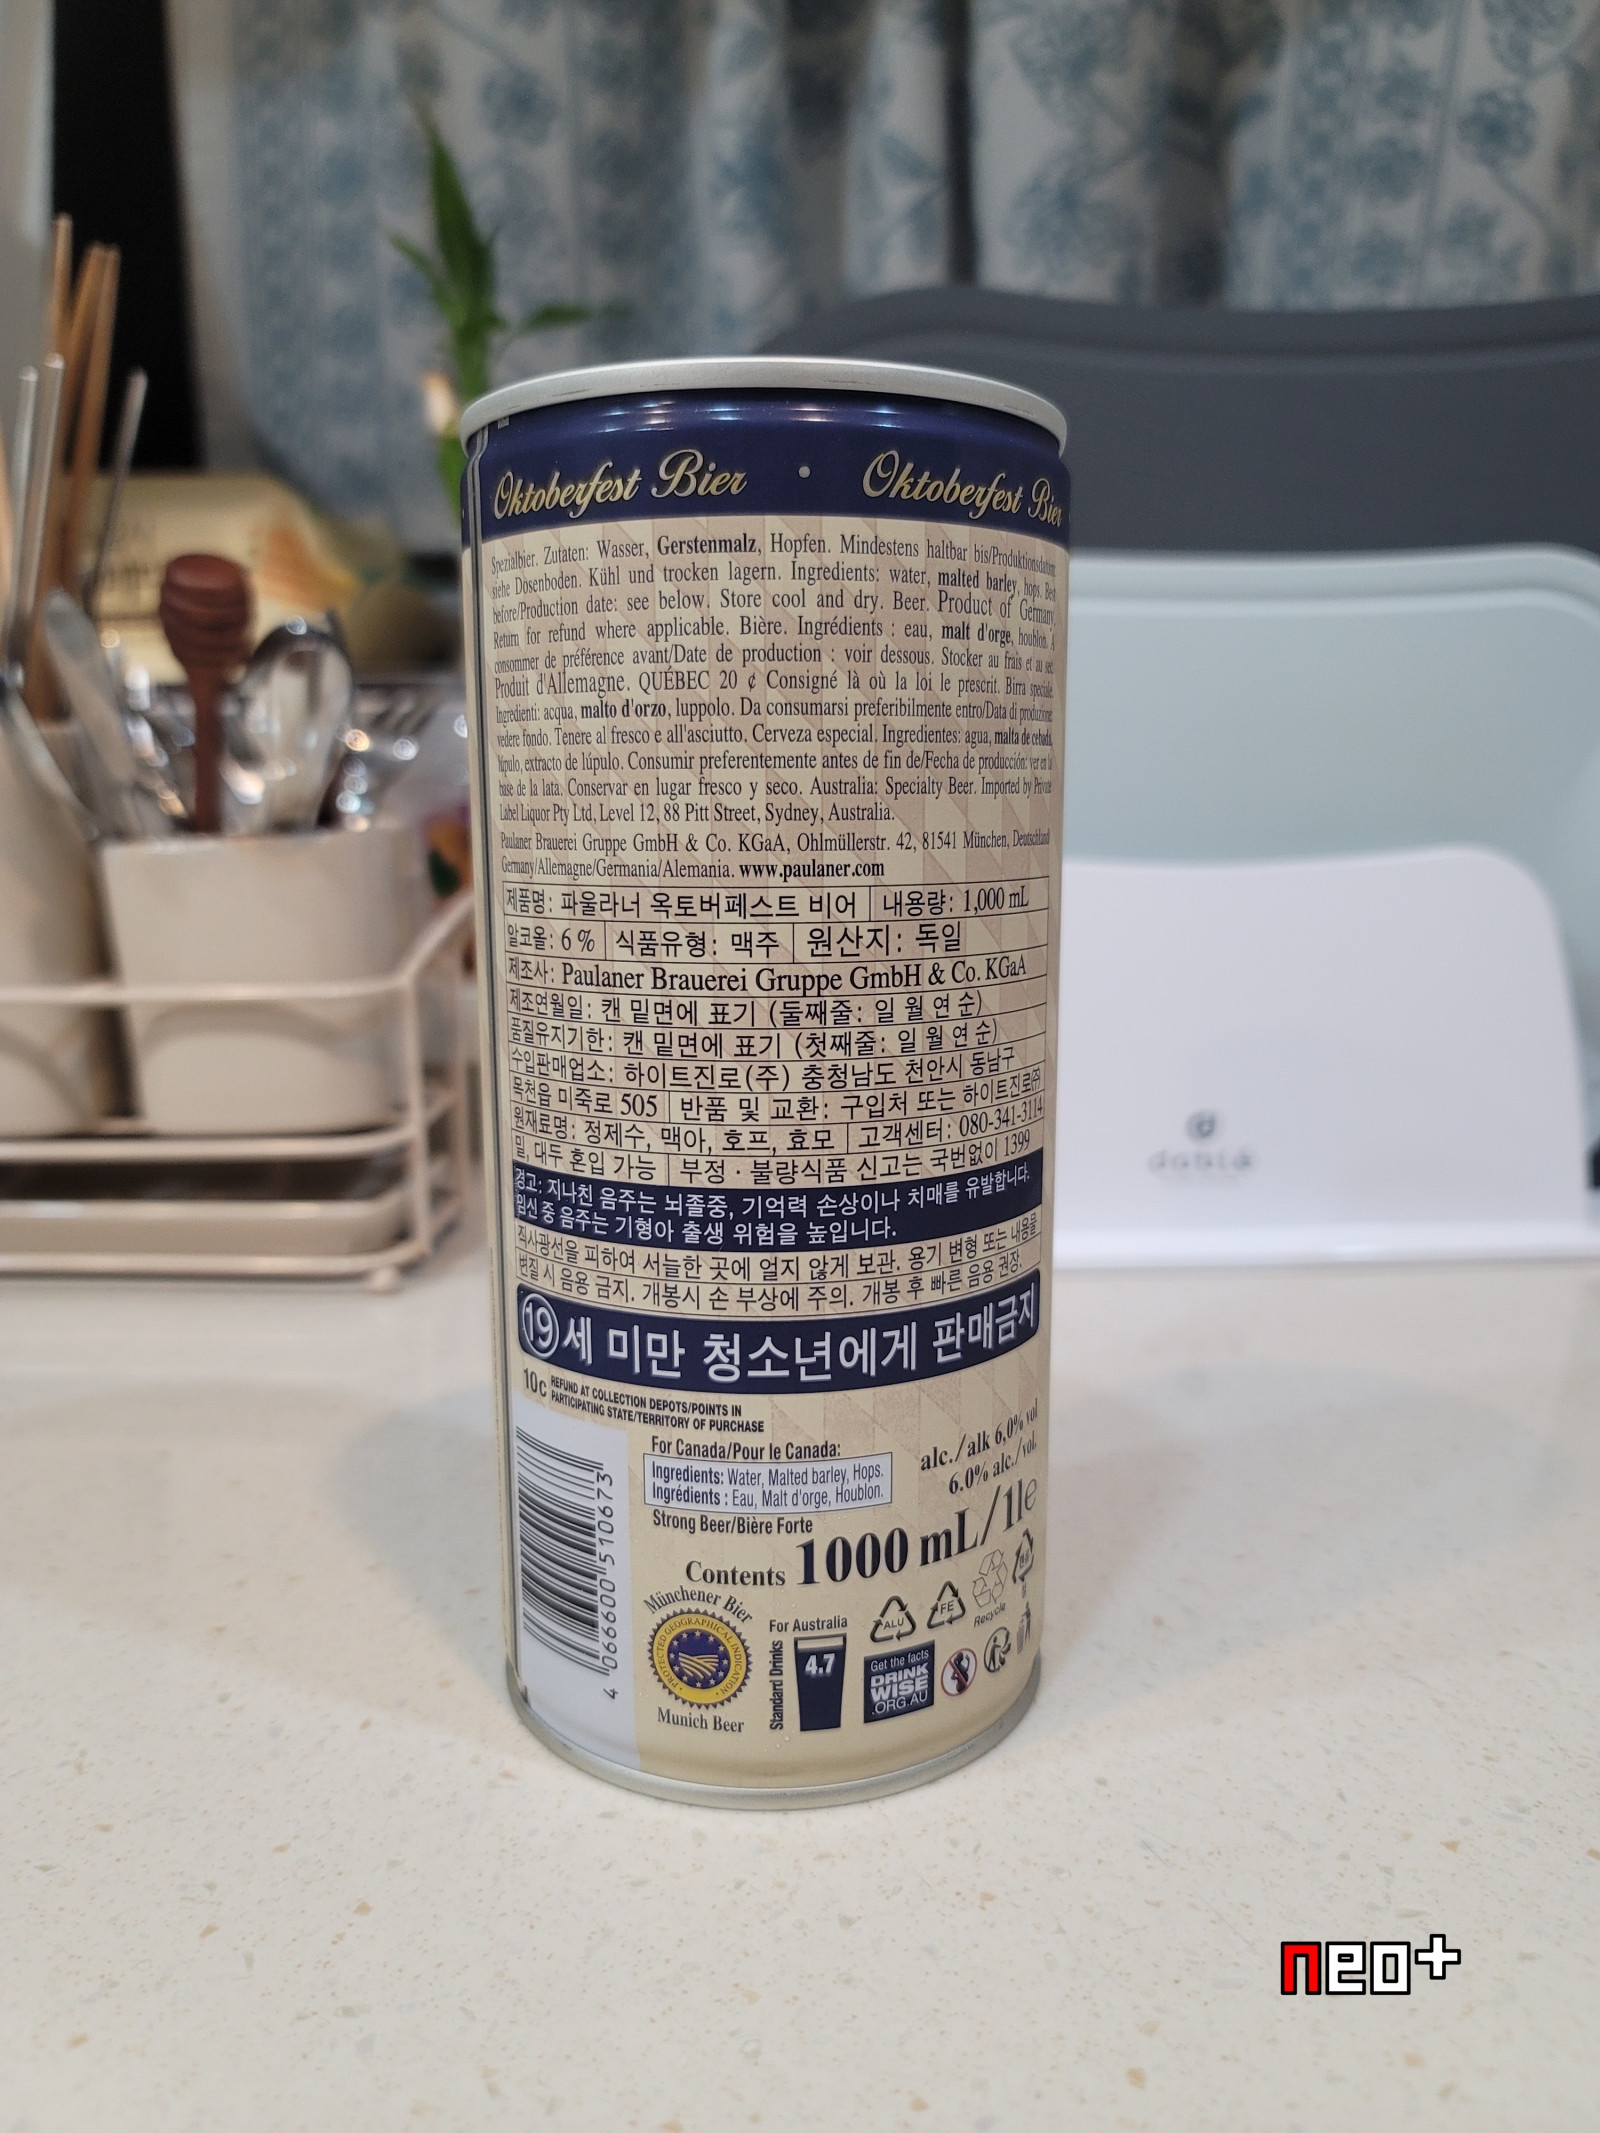 Oktoberfest Bier • Oktoberfest Bier
Spezialbier. Zutaten: Wasser, Gerstenmalz, Hopfen. Mindestens haltbar bis/Produktionsdatum:
siehe Dosenboden. Kühl und trocken lagern. Ingredients: water, malted barley, hops. Best
before/Production date: see below. Store cool and dry. Beer. Product of Germany.
Return for refund where applicable. Bière. Ingrédients : eau, malt d'orge, houblon. À
consommer de préférence avant/Date de production : voir dessous. Stocker au frais et au sec.
Produit d'Allemagne. QUÉBEC 20 ¢ Consigné là où la loi le prescrit. Birra speciale.
Ingredienti: acqua, malto d'orzo, luppolo. Da consumarsi preferibilmente entro/Data di produzione:
vedere fondo. Tenere al fresco e all'asciutto. Cerveza especial. Ingredientes: agua, malta de cebada,
lúpulo, extracto de lúpulo. Consumir preferentemente antes de fin de/Fecha de producción: ver en la
base de la lata. Conservar en lugar fresco y seco. Australia: Specialty Beer. Imported by Private
Label Liquor Pty Ltd, Level 12, 88 Pitt Street, Sydney, Australia.
Paulaner Brauerei Gruppe GmbH & Co. KGaA, Ohlmüllerstr. 42, 81541 München, Deutschland
Germany/Allemagne/Germania/Alemania. www.paulaner.com
제품명: 파울라너 옥토버페스트 비어 내용량: 1,000 mL
알코올: 6 % 식품유형: 맥주 원산지: 독일
제조사: Paulaner Brauerei Gruppe GmbH & Co. KGaA
제조연월일: 캔 밑면에 표기 (둘째줄: 일 월 연 순)
품질유지기한: 캔 밑면에 표기 (첫째줄: 일 월 연 순)
수입판매업소: 하이트진로(주) 충청남도 천안시 동남구
목천읍 미죽로 505 반품 및 교환: 구입처 또는 하이트진로㈜
원재료명: 정제수, 맥아, 호프, 효모 고객센터: 080-341-3114
밀, 대두 혼입 가능 부정 · 불량식품 신고는 국번없이 1399
경고: 지나친 음주는 뇌졸중, 기억력 손상이나 치매를 유발합니다.
임신 중 음주는 기형아 출생 위험을 높입니다.
직사광선을 피하여 서늘한 곳에 얼지 않게 보관. 용기 변형 또는 내용물
변질 시 음용 금지. 개봉시 손 부상에 주의. 개봉 후 빠른 음용 권장.
19세 미만 청소년에게 판매금지
10c REFUND AT COLLECTION DEPOTS/POINTS IN
PARTICIPATING STATE/TERRITORY OF PURCHASE
For Canada/Pour le Canada:
Ingredients: Water, Malted barley, Hops.
Ingrédients : Eau, Malt d'orge, Houblon.
Strong Beer/Bière Forte
alc./alk 6,0% vol
6.0% alc./vol.
Contents 1000 mL/1le
4 066600 510673
Münchener Bier
PROTECTED GEOGRAPHICAL INDICATION
Munich Beer
For Australia
Standard Drinks
4.7
ALU
FE
Recycle
Get the facts
DRINK
WISE
.ORG.AU
neo+